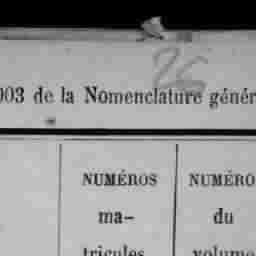 26
003 de la Nomenclature génér
NUMÉROS NUMÉRO
ma- du
tricules volume